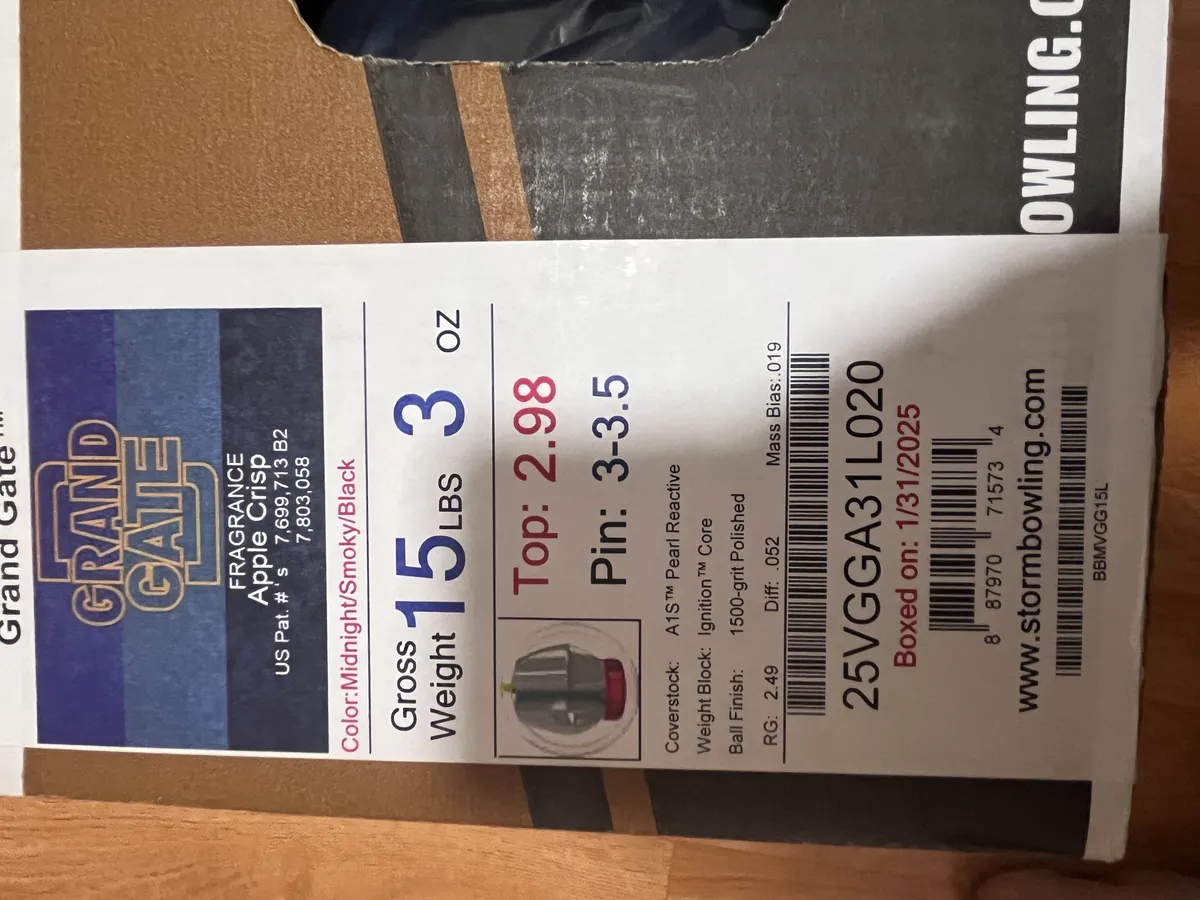 Grand Gate™
GRAND
GATE
FRAGRANCE
Apple Crisp
US Pat. #'s 7,699,713 B2
7,803,058
Color:Midnight/Smoky/Black
Gross
Weight 15 LBS 3 OZ
Top: 2.98
Pin: 3-3.5
Coverstock: A1S™ Pearl Reactive
Weight Block: Ignition™ Core
Ball Finish: 1500-grit Polished
RG: 2.49 Diff: .052 Mass Bias:.019
25VGGA31L020
Boxed on: 1/31/2025
8 87970 71573 4
www.stormbowling.com
BBMVGG15L
OWLING.C